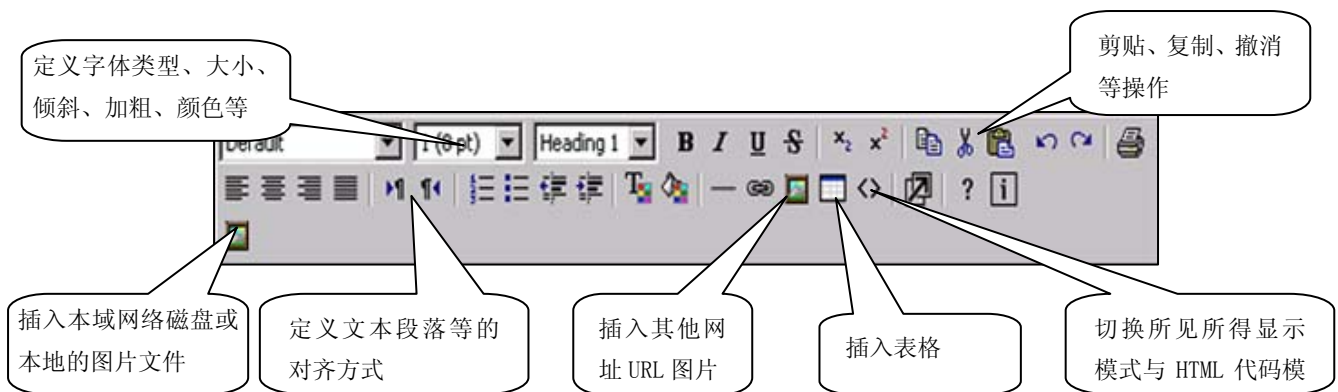 剪贴、复制、撤消
等操作
定义字体类型、大小、
倾斜、加粗、颜色等
Default
(8 pt)
Heading 1
B I U S x₂ x²
? i
插入本域网络磁盘或
本地的图片文件
定义文本段落等的
对齐方式
插入其他网
址 URL 图片
插入表格
切换所见所得显示
模式与 HTML 代码模